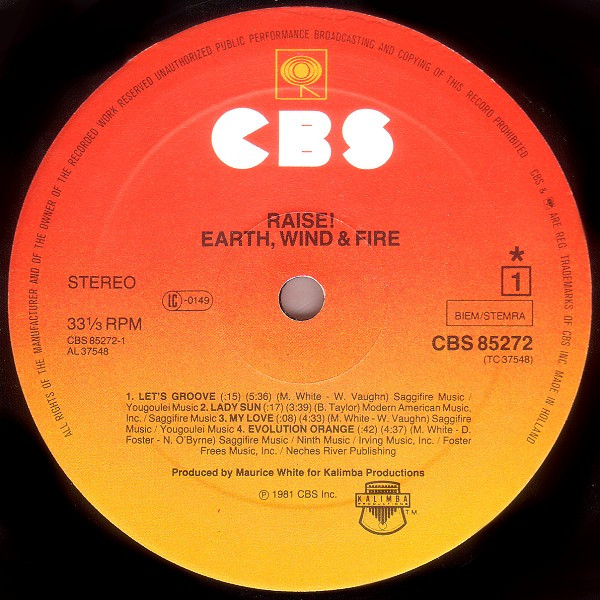 ALL RIGHTS OF THE MANUFACTURER AND OF THE OWNER OF THE RECORDED WORK RESERVED UNAUTHORIZED PUBLIC PERFORMANCE BROADCASTING AND COPYING OF THIS RECORD PROHIBITED
CBS & ARE REG. TRADEMARKS OF CBS INC. MADE IN HOLLAND
CBS
RAISE!
EARTH, WIND & FIRE
STEREO
LC-0149
* 1
33⅓ RPM
BIEM/STEMRA
CBS 85272-1
AL 37548
CBS 85272
(TC 37548)
1. LET'S GROOVE (:15) (5:36) (M. White - W. Vaughn) Saggifire Music /
Yougoulei Music 2. LADY SUN (:17) (3:39) (B. Taylor) Modern American Music,
Inc. / Saggifire Music 3. MY LOVE (:08) (4:33) (M. White - W. Vaughn) Saggifire
Music / Yougoulei Music 4. EVOLUTION ORANGE (:42) (4:37) (M. White - D.
Foster - N. O'Byrne) Saggifire Music / Ninth Music / Irving Music, Inc. / Foster
Frees Music, Inc. / Neches River Publishing
Produced by Maurice White for Kalimba Productions
℗ 1981 CBS Inc.
KALIMBA
PRODUCTIONS
TM